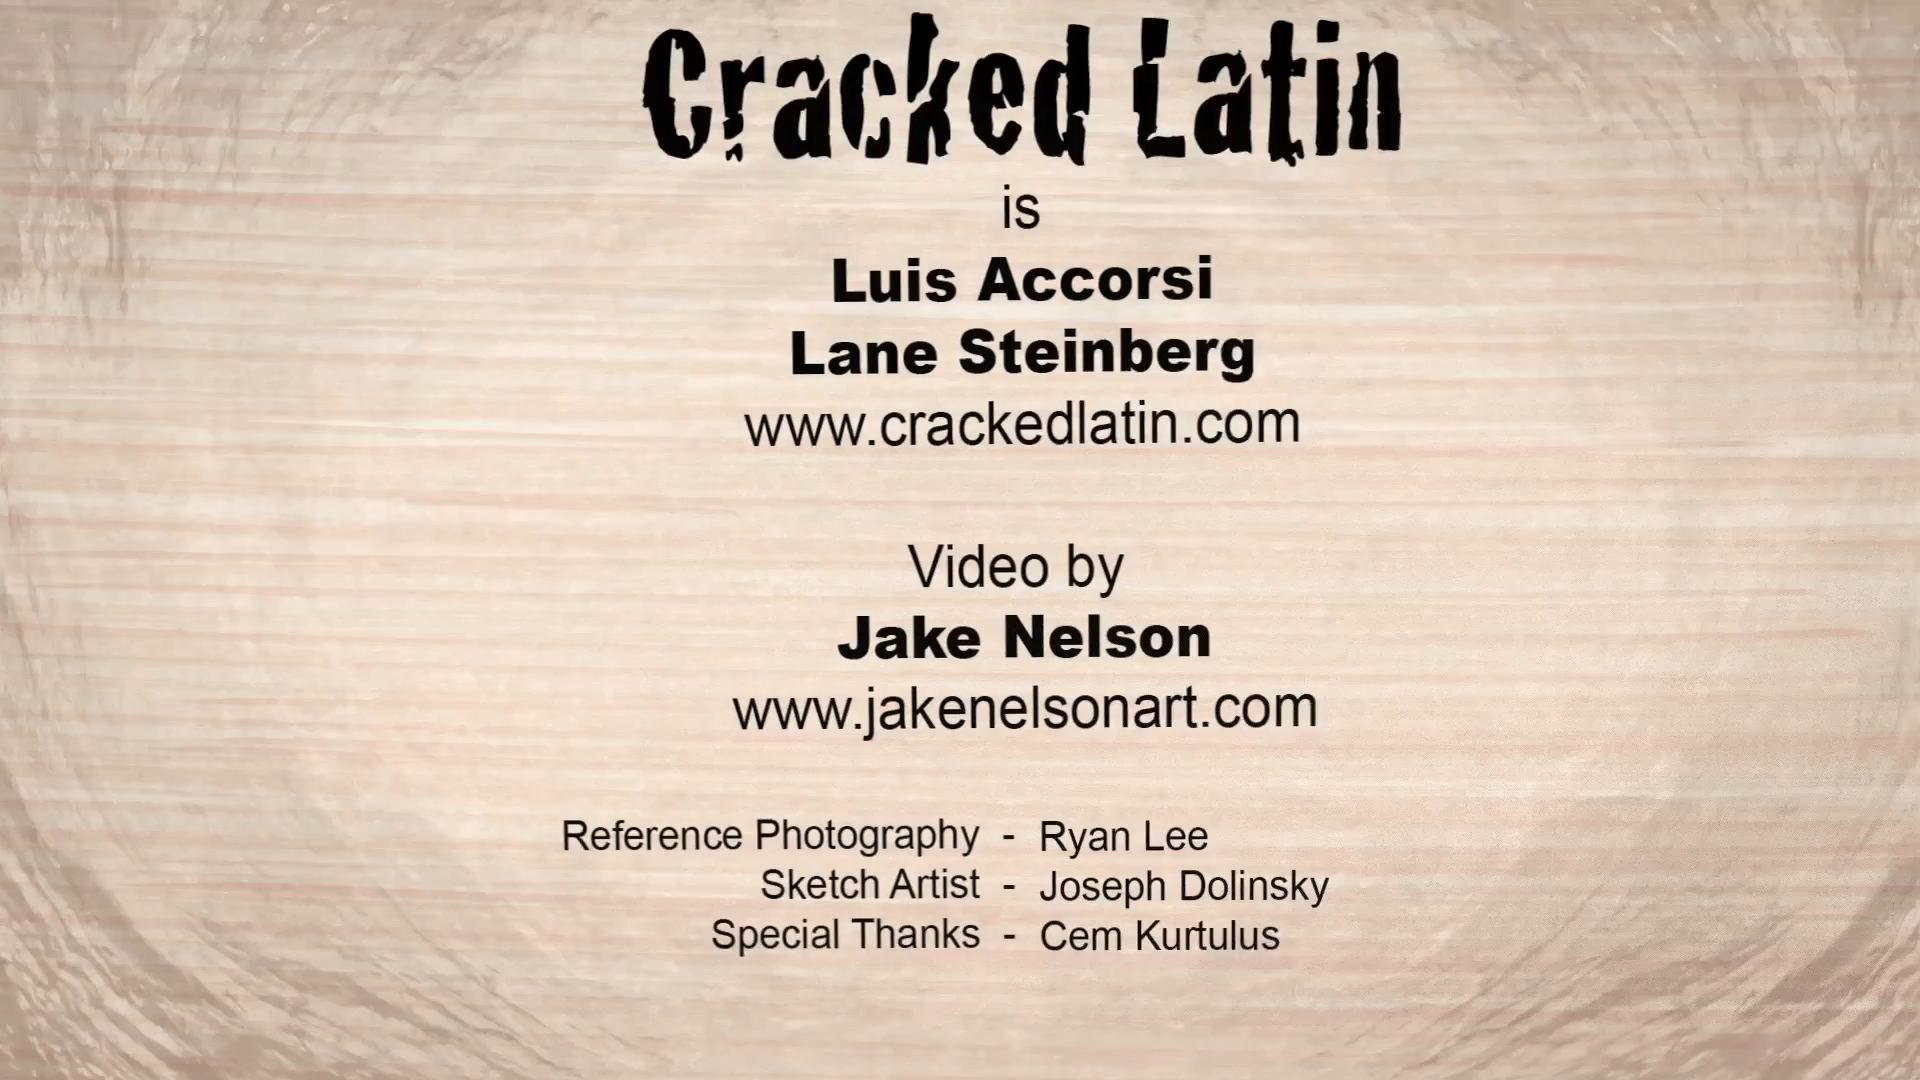 Cracked Latin
is
Luis Accorsi
Lane Steinberg
www.crackedlatin.com
Video by
Jake Nelson
www.jakenelsonart.com
Reference Photography - Ryan Lee
Sketch Artist - Joseph Dolinsky
Special Thanks - Cem Kurtulus